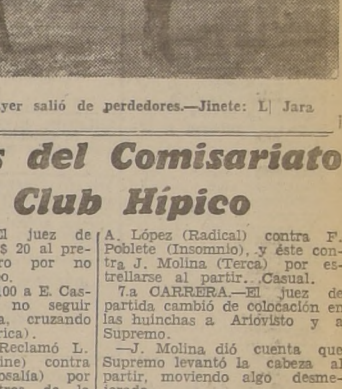 yer salió de perdedores.—Jinete: L| Jara
s del Comisariato
Club Hípico
El juez de
$ 20 al pre-
ro por no
o.
00 a E. Cas-
no seguir
a, cruzando
rica).
Reclamó L.
ine) contra
osalía) por
A. López (Radical) contra F.
Poblete (Insomnio), y éste con-
tra J. Molina (Terca) por es-
trellarse al partir. Casual.
7.a CARRERA.—El juez de
partida cambió de colocación en
las huinchas a Ariovisto y a
Supremo.
—J. Molina dió cuenta que
Supremo levantó la cabeza al
partir, moviendo algo desme-